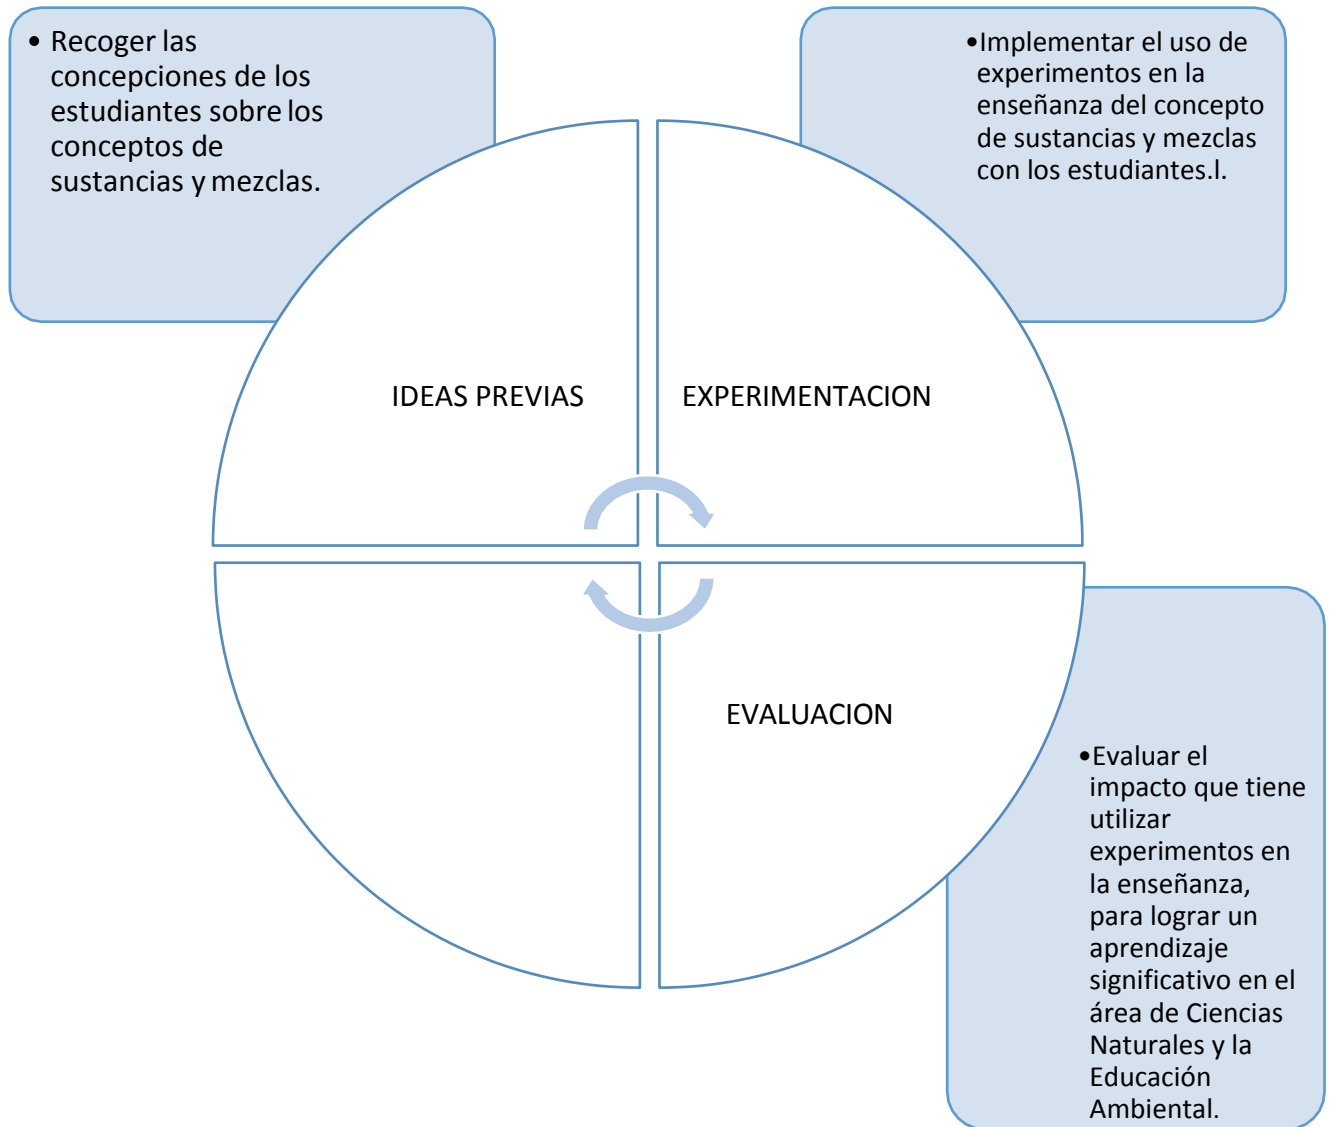 • Recoger las
concepciones de los
estudiantes sobre los
conceptos de
sustancias y mezclas.
•Implementar el uso de
experimentos en la
enseñanza del concepto
de sustancias y mezclas
con los estudiantes.l.
IDEAS PREVIAS
EXPERIMENTACION
EVALUACION
•Evaluar el
impacto que tiene
utilizar
experimentos en
la enseñanza,
para lograr un
aprendizaje
significativo en el
área de Ciencias
Naturales y la
Educación
Ambiental.